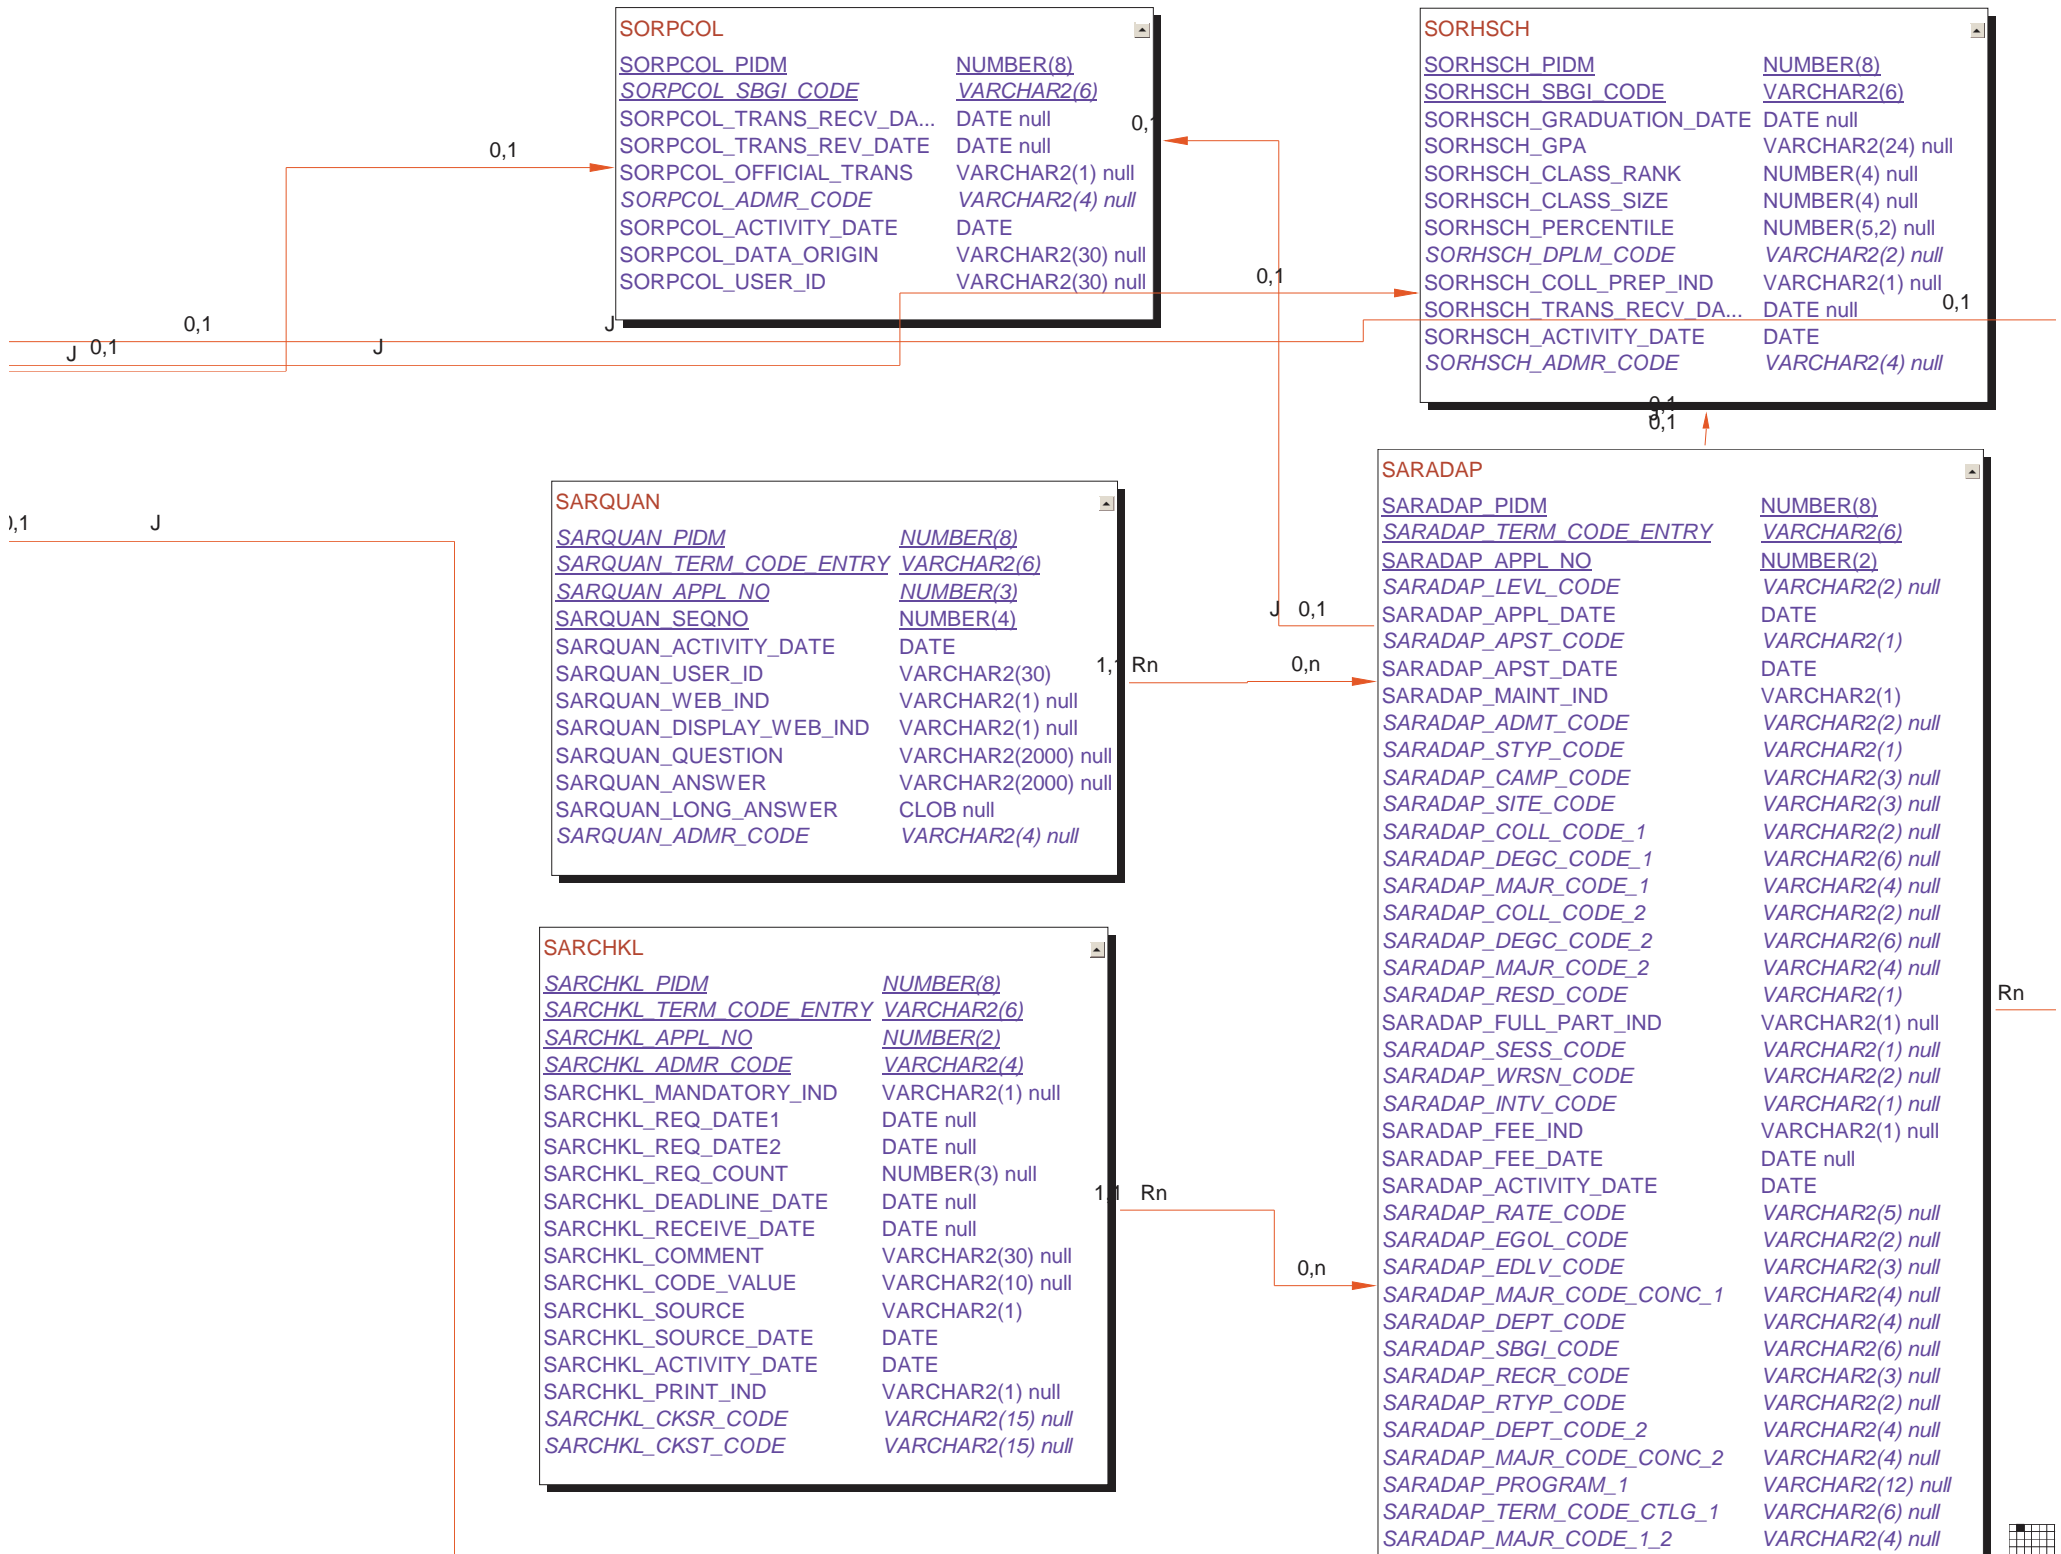 SORPCOL
SORPCOL_PIDM NUMBER(8)
SORPCOL_SBGI_CODE VARCHAR2(6)
SORPCOL_TRANS_RECV_DA... DATE null
SORPCOL_TRANS_REV_DATE DATE null
SORPCOL_OFFICIAL_TRANS VARCHAR2(1) null
SORPCOL_ADMR_CODE VARCHAR2(4) null
SORPCOL_ACTIVITY_DATE DATE
SORPCOL_DATA_ORIGIN VARCHAR2(30) null
SORPCOL_USER_ID VARCHAR2(30) null
SORHSCH
SORHSCH_PIDM NUMBER(8)
SORHSCH_SBGI_CODE VARCHAR2(6)
SORHSCH_GRADUATION_DATE DATE null
SORHSCH_GPA VARCHAR2(24) null
SORHSCH_CLASS_RANK NUMBER(4) null
SORHSCH_CLASS_SIZE NUMBER(4) null
SORHSCH_PERCENTILE NUMBER(5,2) null
SORHSCH_DPLM_CODE VARCHAR2(2) null
SORHSCH_COLL_PREP_IND VARCHAR2(1) null
SORHSCH_TRANS_RECV_DA... DATE null
SORHSCH_ACTIVITY_DATE DATE
SORHSCH_ADMR_CODE VARCHAR2(4) null
0,1
0,1
0,1
0,1
0,1
J
J 0,1
J
0,1
0,1
0,1 J
SARQUAN
SARQUAN_PIDM NUMBER(8)
SARQUAN_TERM_CODE_ENTRY VARCHAR2(6)
SARQUAN_APPL_NO NUMBER(3)
SARQUAN_SEQNO NUMBER(4)
SARQUAN_ACTIVITY_DATE DATE
SARQUAN_USER_ID VARCHAR2(30)
SARQUAN_WEB_IND VARCHAR2(1) null
SARQUAN_DISPLAY_WEB_IND VARCHAR2(1) null
SARQUAN_QUESTION VARCHAR2(2000) null
SARQUAN_ANSWER VARCHAR2(2000) null
SARQUAN_LONG_ANSWER CLOB null
SARQUAN_ADMR_CODE VARCHAR2(4) null
J 0,1
1,1 Rn 0,n
SARCHKL
SARCHKL_PIDM NUMBER(8)
SARCHKL_TERM_CODE_ENTRY VARCHAR2(6)
SARCHKL_APPL_NO NUMBER(2)
SARCHKL_ADMR_CODE VARCHAR2(4)
SARCHKL_MANDATORY_IND VARCHAR2(1) null
SARCHKL_REQ_DATE1 DATE null
SARCHKL_REQ_DATE2 DATE null
SARCHKL_REQ_COUNT NUMBER(3) null
SARCHKL_DEADLINE_DATE DATE null
SARCHKL_RECEIVE_DATE DATE null
SARCHKL_COMMENT VARCHAR2(30) null
SARCHKL_CODE_VALUE VARCHAR2(10) null
SARCHKL_SOURCE VARCHAR2(1)
SARCHKL_SOURCE_DATE DATE
SARCHKL_ACTIVITY_DATE DATE
SARCHKL_PRINT_IND VARCHAR2(1) null
SARCHKL_CKSR_CODE VARCHAR2(15) null
SARCHKL_CKST_CODE VARCHAR2(15) null
1,1 Rn
0,n
SARADAP
SARADAP_PIDM NUMBER(8)
SARADAP_TERM_CODE_ENTRY VARCHAR2(6)
SARADAP_APPL_NO NUMBER(2)
SARADAP_LEVL_CODE VARCHAR2(2) null
SARADAP_APPL_DATE DATE
SARADAP_APST_CODE VARCHAR2(1)
SARADAP_APST_DATE DATE
SARADAP_MAINT_IND VARCHAR2(1)
SARADAP_ADMT_CODE VARCHAR2(2) null
SARADAP_STYP_CODE VARCHAR2(1)
SARADAP_CAMP_CODE VARCHAR2(3) null
SARADAP_SITE_CODE VARCHAR2(3) null
SARADAP_COLL_CODE_1 VARCHAR2(2) null
SARADAP_DEGC_CODE_1 VARCHAR2(6) null
SARADAP_MAJR_CODE_1 VARCHAR2(4) null
SARADAP_COLL_CODE_2 VARCHAR2(2) null
SARADAP_DEGC_CODE_2 VARCHAR2(6) null
SARADAP_MAJR_CODE_2 VARCHAR2(4) null
SARADAP_RESD_CODE VARCHAR2(1)
SARADAP_FULL_PART_IND VARCHAR2(1) null
SARADAP_SESS_CODE VARCHAR2(1) null
SARADAP_WRSN_CODE VARCHAR2(2) null
SARADAP_INTV_CODE VARCHAR2(1) null
SARADAP_FEE_IND VARCHAR2(1) null
SARADAP_FEE_DATE DATE null
SARADAP_ACTIVITY_DATE DATE
SARADAP_RATE_CODE VARCHAR2(5) null
SARADAP_EGOL_CODE VARCHAR2(2) null
SARADAP_EDLV_CODE VARCHAR2(3) null
SARADAP_MAJR_CODE_CONC_1 VARCHAR2(4) null
SARADAP_DEPT_CODE VARCHAR2(4) null
SARADAP_SBGI_CODE VARCHAR2(6) null
SARADAP_RECR_CODE VARCHAR2(3) null
SARADAP_RTYP_CODE VARCHAR2(2) null
SARADAP_DEPT_CODE_2 VARCHAR2(4) null
SARADAP_MAJR_CODE_CONC_2 VARCHAR2(4) null
SARADAP_PROGRAM_1 VARCHAR2(12) null
SARADAP_TERM_CODE_CTLG_1 VARCHAR2(6) null
SARADAP_MAJR_CODE_1_2 VARCHAR2(4) null
Rn